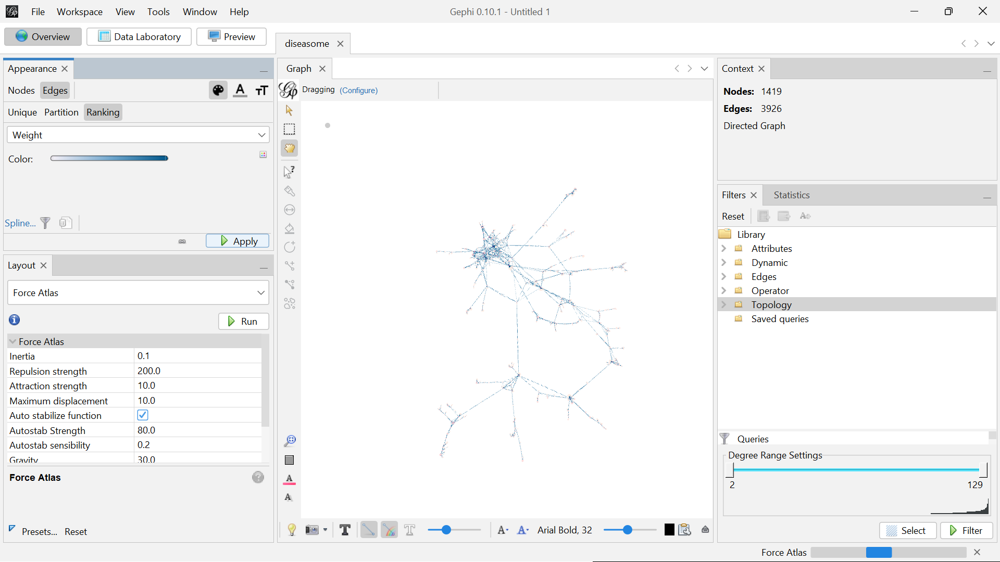 File Workspace View Tools Window Help
Gephi 0.10.1 - Untitled 1
Overview Data Laboratory Preview
diseasome
Appearance
Nodes Edges
Unique Partition Ranking
Weight
Color:
Spline...
Apply
Layout
Force Atlas
Run
Force Atlas
Inertia 0.1
Repulsion strength 200.0
Attraction strength 10.0
Maximum displacement 10.0
Auto stabilize function
Autostab Strength 80.0
Autostab sensibility 0.2
Gravity 30.0
Force Atlas
Presets... Reset
Graph
Dragging (Configure)
Arial Bold, 32
Context
Nodes: 1419
Edges: 3926
Directed Graph
Filters Statistics
Reset
Library
Attributes
Dynamic
Edges
Operator
Topology
Saved queries
Queries
Degree Range Settings
2 129
Select Filter
Force Atlas